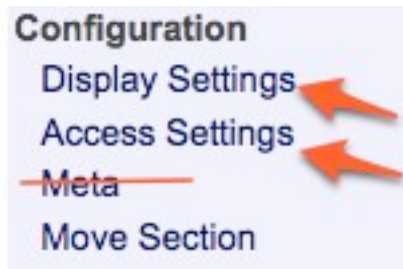 Configuration
Display Settings
Access Settings
Meta
Move Section